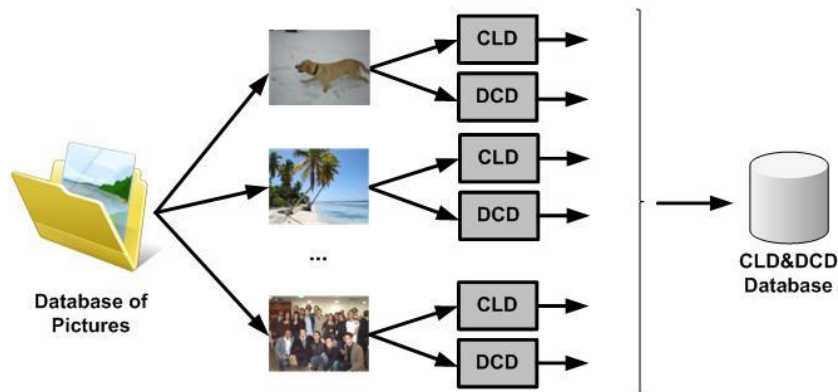 CLD
DCD
CLD
DCD
...
CLD
DCD
Database of
Pictures
CLD&DCD
Database